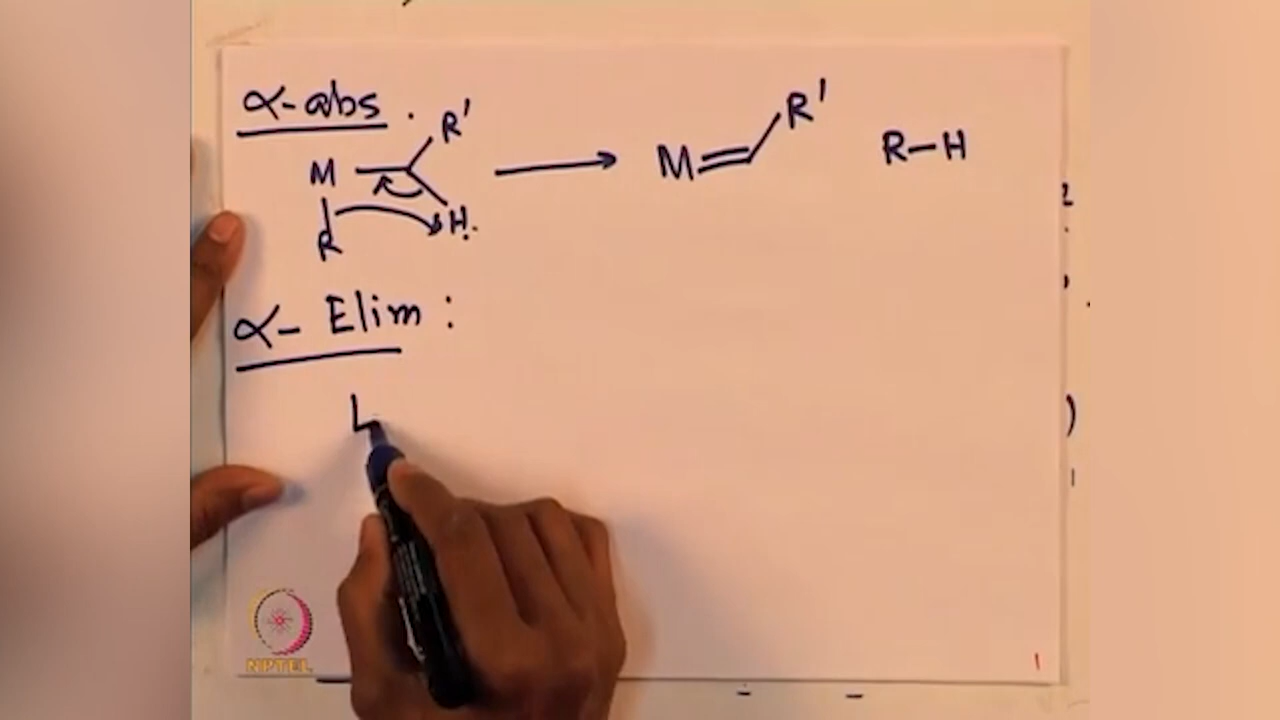 α-abs.
R'
M
R
H.
M
R'
R-H
α- Elim :
L
NPTEL